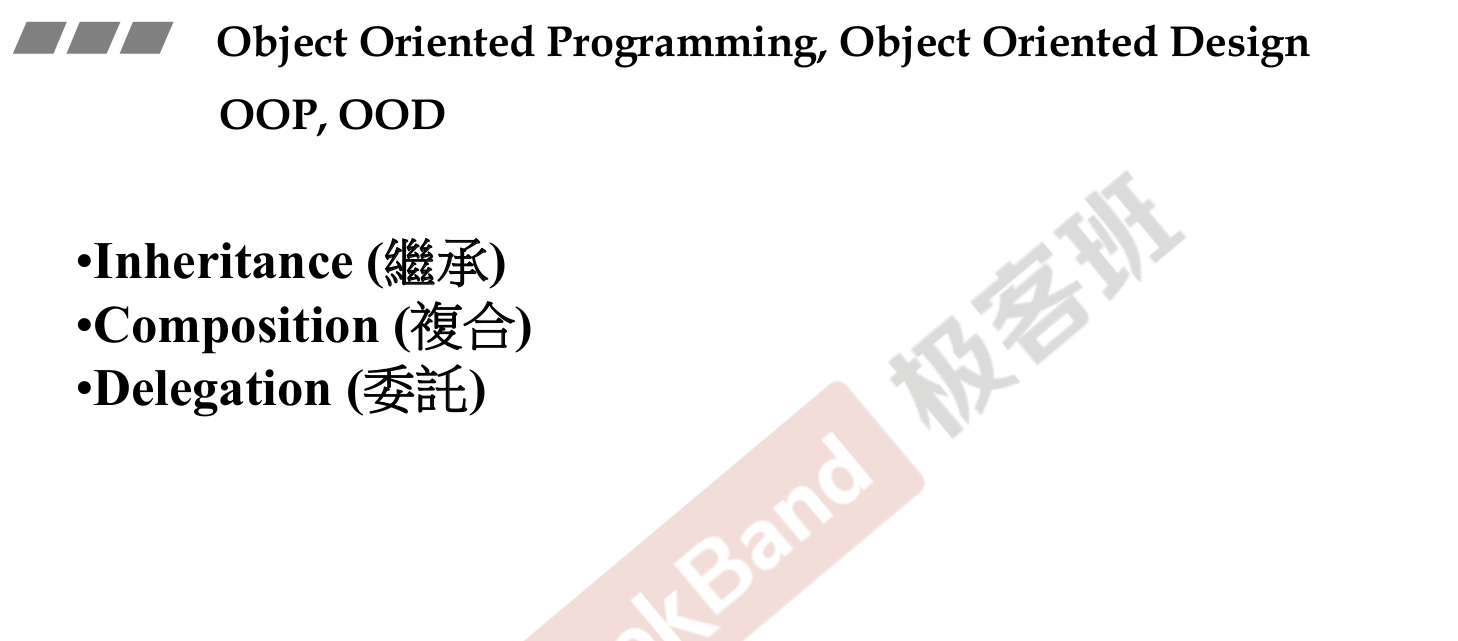 Object Oriented Programming, Object Oriented Design
OOP, OOD
•Inheritance (繼承)
•Composition (複合)
•Delegation (委託)
极客班
ekBand